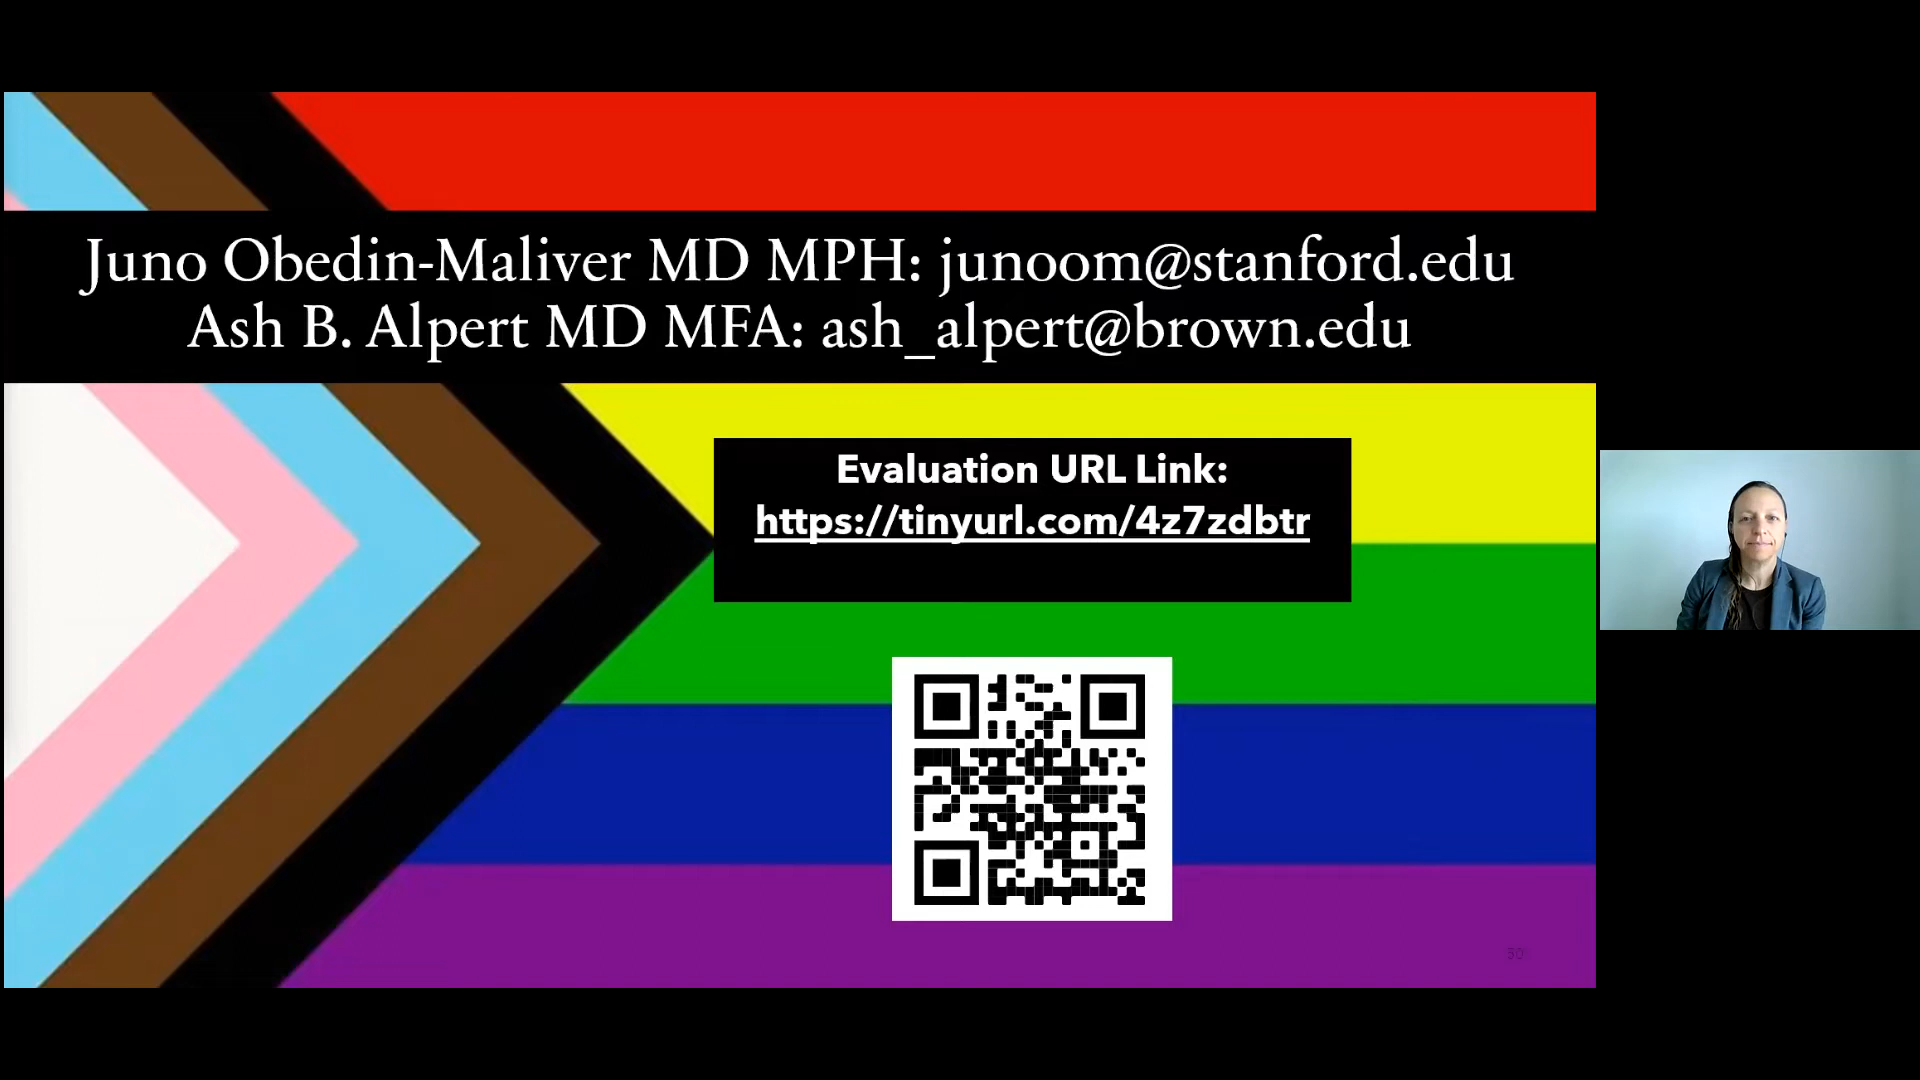 Juno Obedin-Maliver MD MPH: junoom@stanford.edu
Ash B. Alpert MD MFA: ash_alpert@brown.edu
Evaluation URL Link:
https://tinyurl.com/4z7zdbtr
50